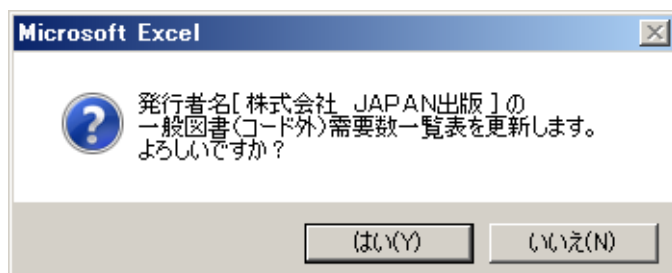 Microsoft Excel
発行者名[ 株式会社　JAPAN出版 ]の
一般図書(コード外)需要数一覧表を更新します。
よろしいですか？
はい(Y)
いいえ(N)